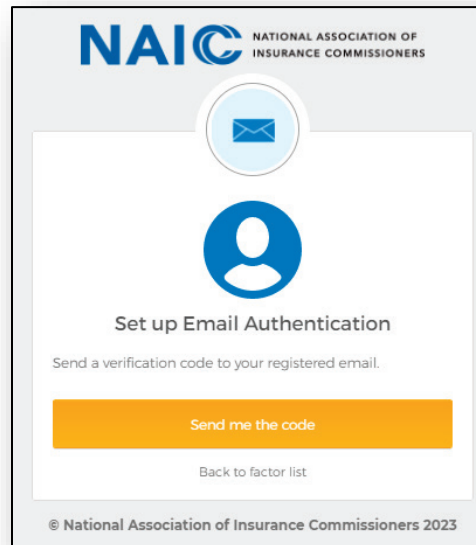 NAIC NATIONAL ASSOCIATION OF
INSURANCE COMMISSIONERS
Set up Email Authentication
Send a verification code to your registered email.
Send me the code
Back to factor list
© National Association of Insurance Commissioners 2023